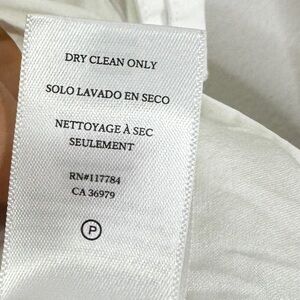 DRY CLEAN ONLY
SOLO LAVADO EN SECO
NETTOYAGE À SEC
SEULEMENT
RN#117784
CA 36979
P